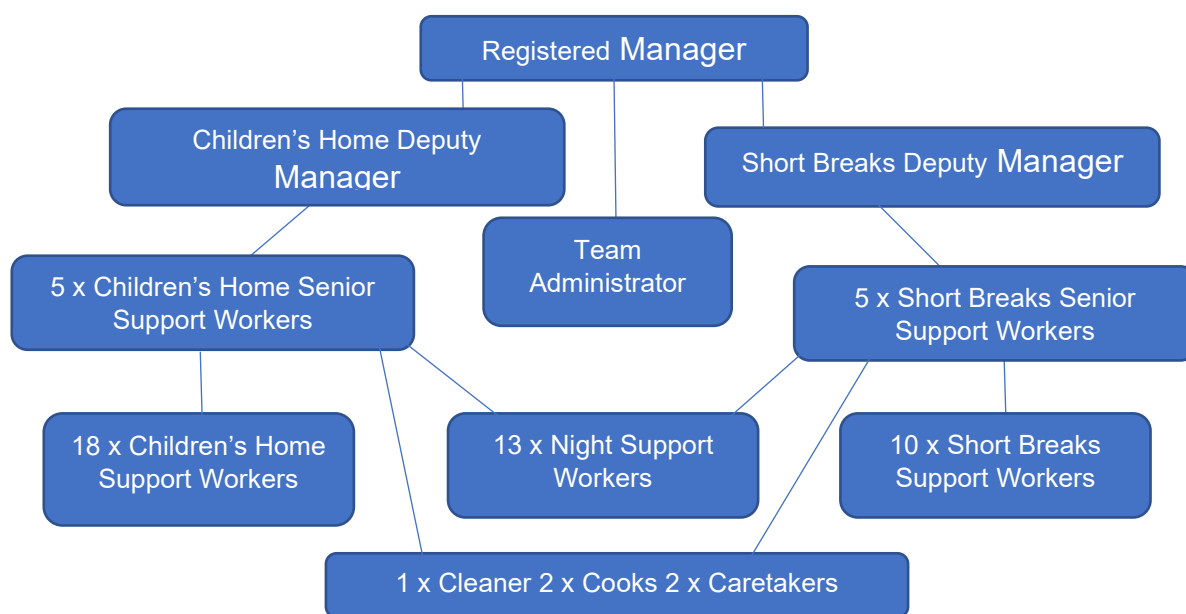 Registered Manager
Children’s Home Deputy
Manager
Short Breaks Deputy Manager
Team
Administrator
5 x Children’s Home Senior
Support Workers
5 x Short Breaks Senior
Support Workers
18 x Children’s Home
Support Workers
13 x Night Support
Workers
10 x Short Breaks
Support Workers
1 x Cleaner 2 x Cooks 2 x Caretakers